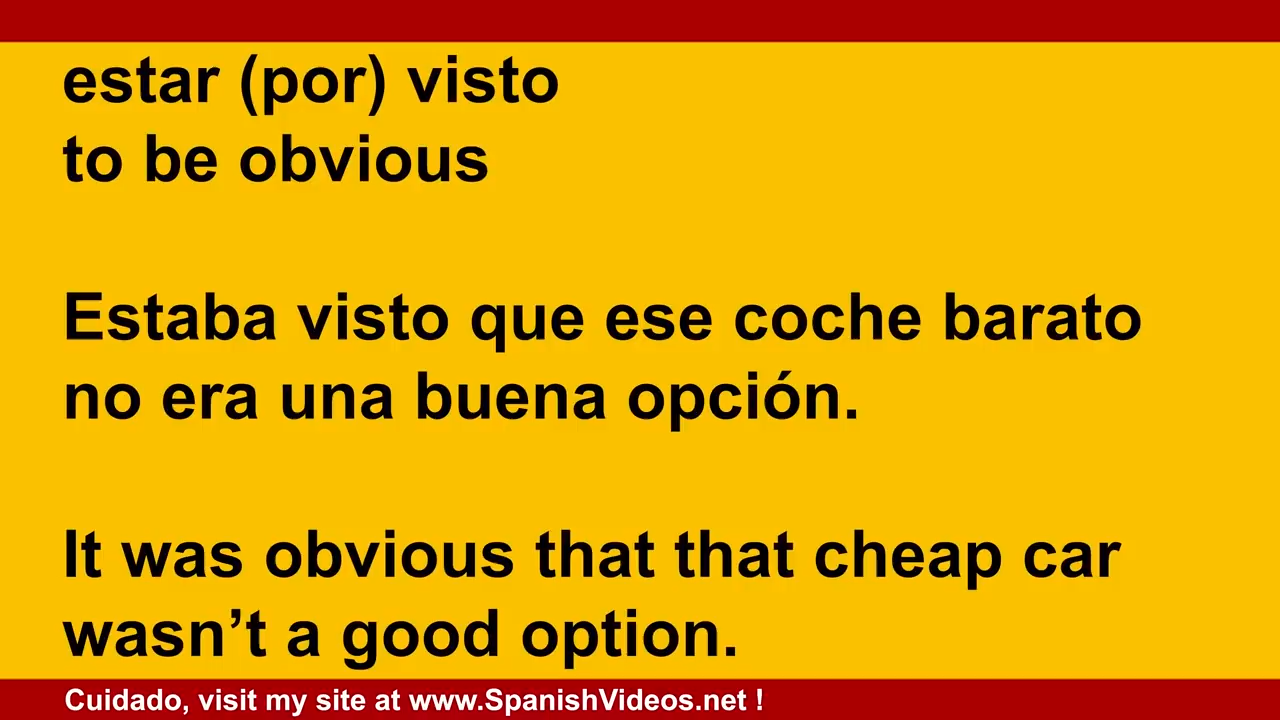 estar (por) visto
to be obvious
Estaba visto que ese coche barato
no era una buena opción.
It was obvious that that cheap car
wasn’t a good option.
Cuidado, visit my site at www.SpanishVideos.net !